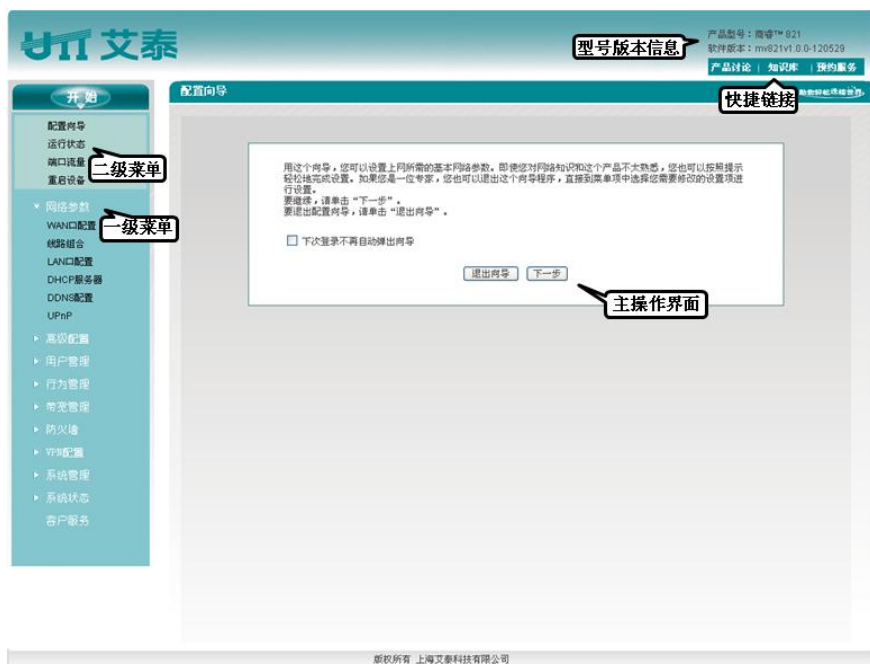 UTT 艾泰
产品型号：商睿™ 821
软件版本：mv821v1.0.0-120529
型号版本信息
产品讨论 | 知识库 | 预约服务
快捷链接
开始
配置向导
配置向导
运行状态
端口流量
重启设备
二级菜单
网络参数
一级菜单
WAN口配置
线路组合
LAN口配置
DHCP服务器
DDNS配置
UPnP
高级配置
用户管理
行为管理
带宽管理
防火墙
VPN配置
系统管理
系统状态
客户服务
用这个向导，您可以设置上网所需的基本网络参数。即使您对网络知识和这个产品不太熟悉，您也可以按照提示
轻松地完成设置。如果您是一位专家，您也可以退出这个向导程序，直接到菜单项中选择您需要修改的设置项进
行设置。
要继续，请单击“下一步”。
要退出配置向导，请单击“退出向导”。
下次登录不再自动弹出向导
退出向导 下一步
主操作界面
版权所有 上海艾泰科技有限公司